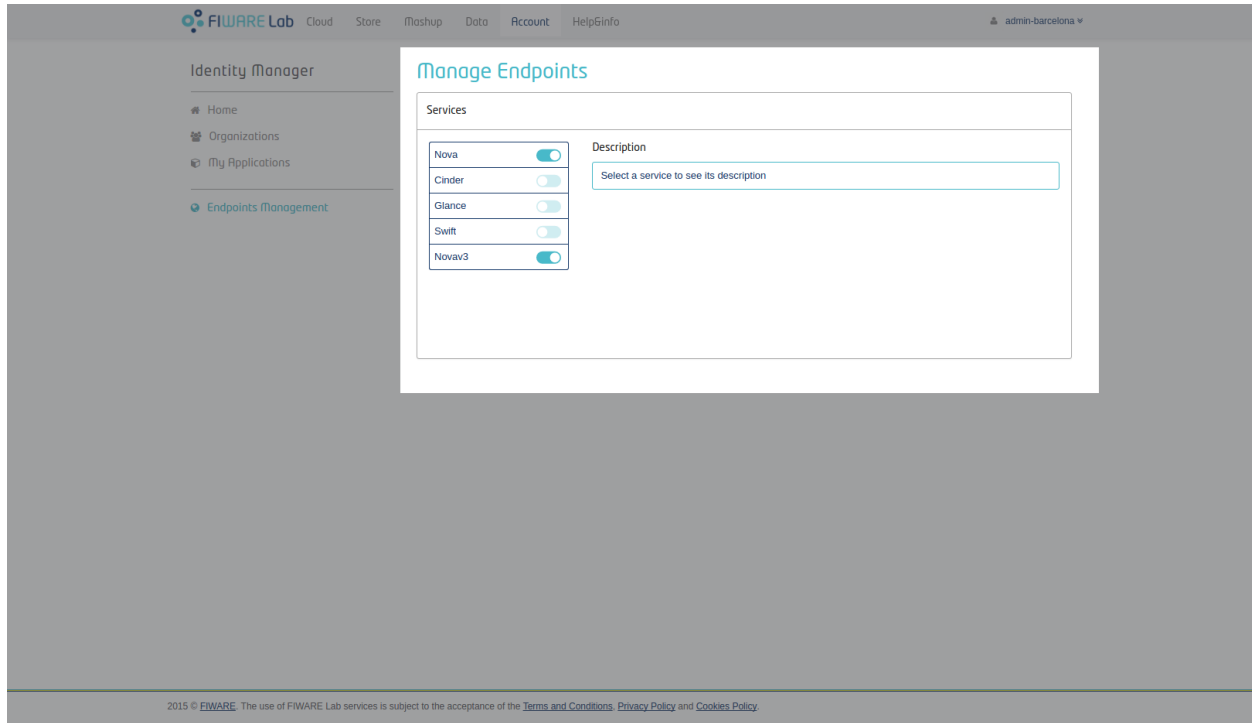 FIWARE Lab Cloud Store Mashup Data Account Help&info admin-barcelona
Identity Manager
Home
Organizations
My Applications
Endpoints Management
Manage Endpoints
Services
Nova
Cinder
Glance
Swift
Novav3
Description
Select a service to see its description
2015 © FIWARE. The use of FIWARE Lab services is subject to the acceptance of the Terms and Conditions, Privacy Policy and Cookies Policy.